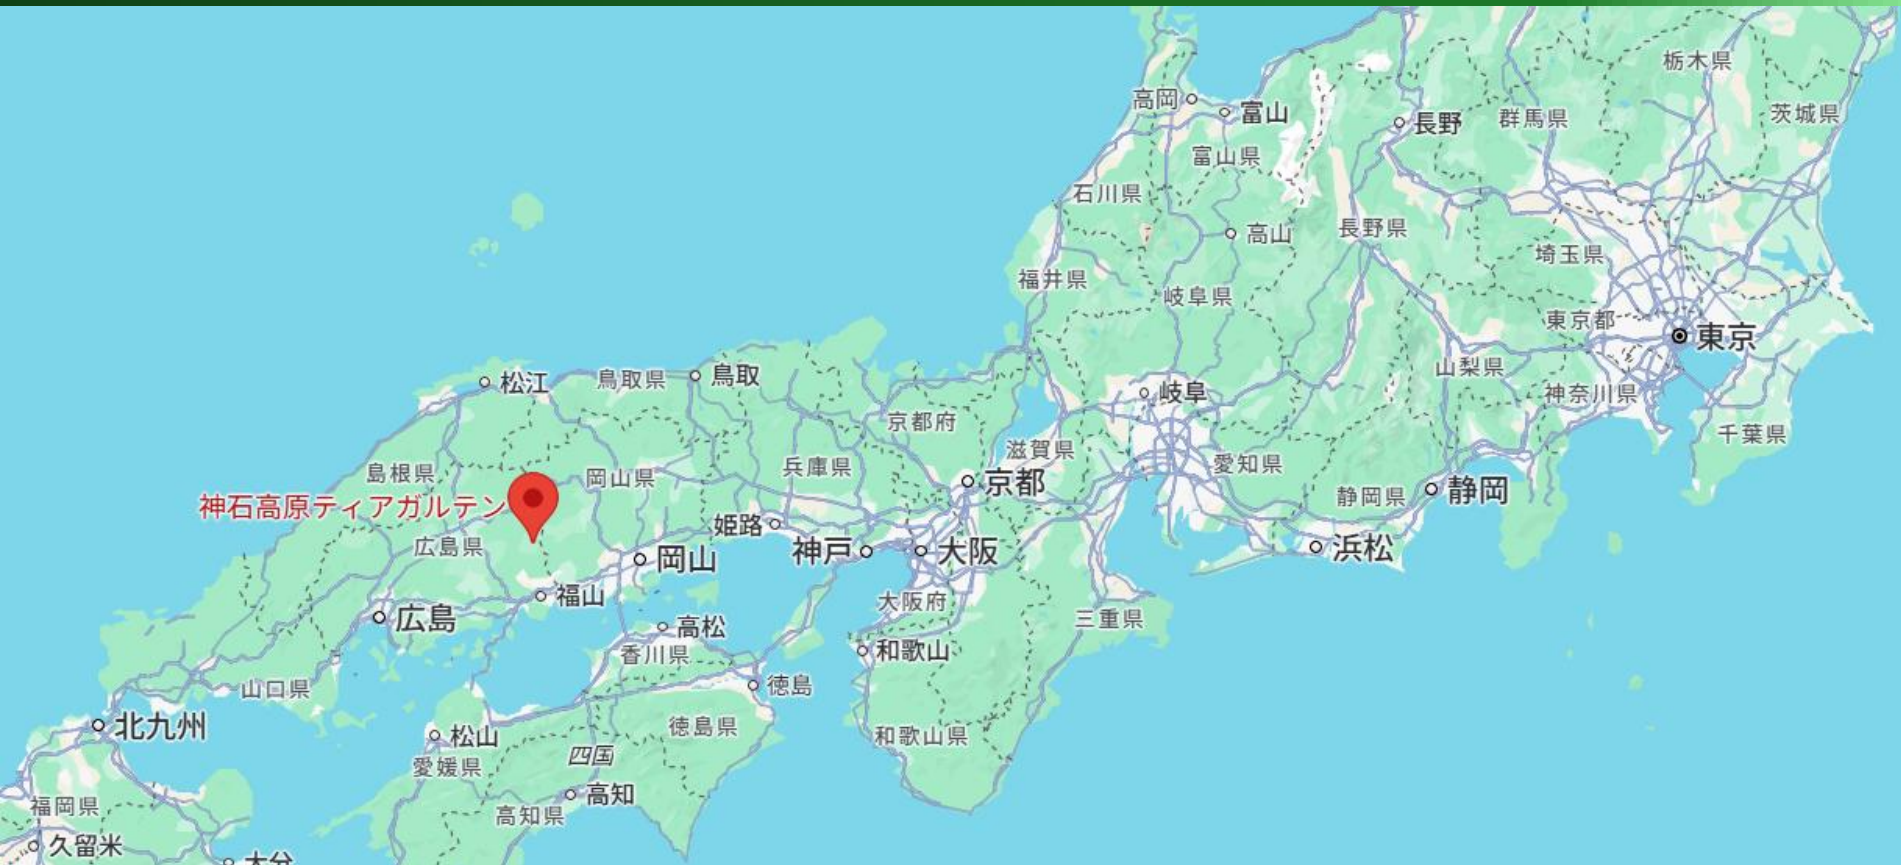 栃木県
高岡
富山
長野
群馬県
茨城県
富山県
石川県
高山
長野県
埼玉県
福井県
岐阜県
東京都
東京
山梨県
松江
鳥取県
鳥取
岐阜
神奈川県
京都府
千葉県
滋賀県
愛知県
島根県
岡山県
兵庫県
京都
静岡県
静岡
神石高原ティアガルテン
姫路
広島県
岡山
神戸
大阪
浜松
福山
大阪府
広島
高松
三重県
香川県
和歌山
山口県
徳島
北九州
松山
徳島県
和歌山県
四国
愛媛県
高知
福岡県
高知県
久留米
大分